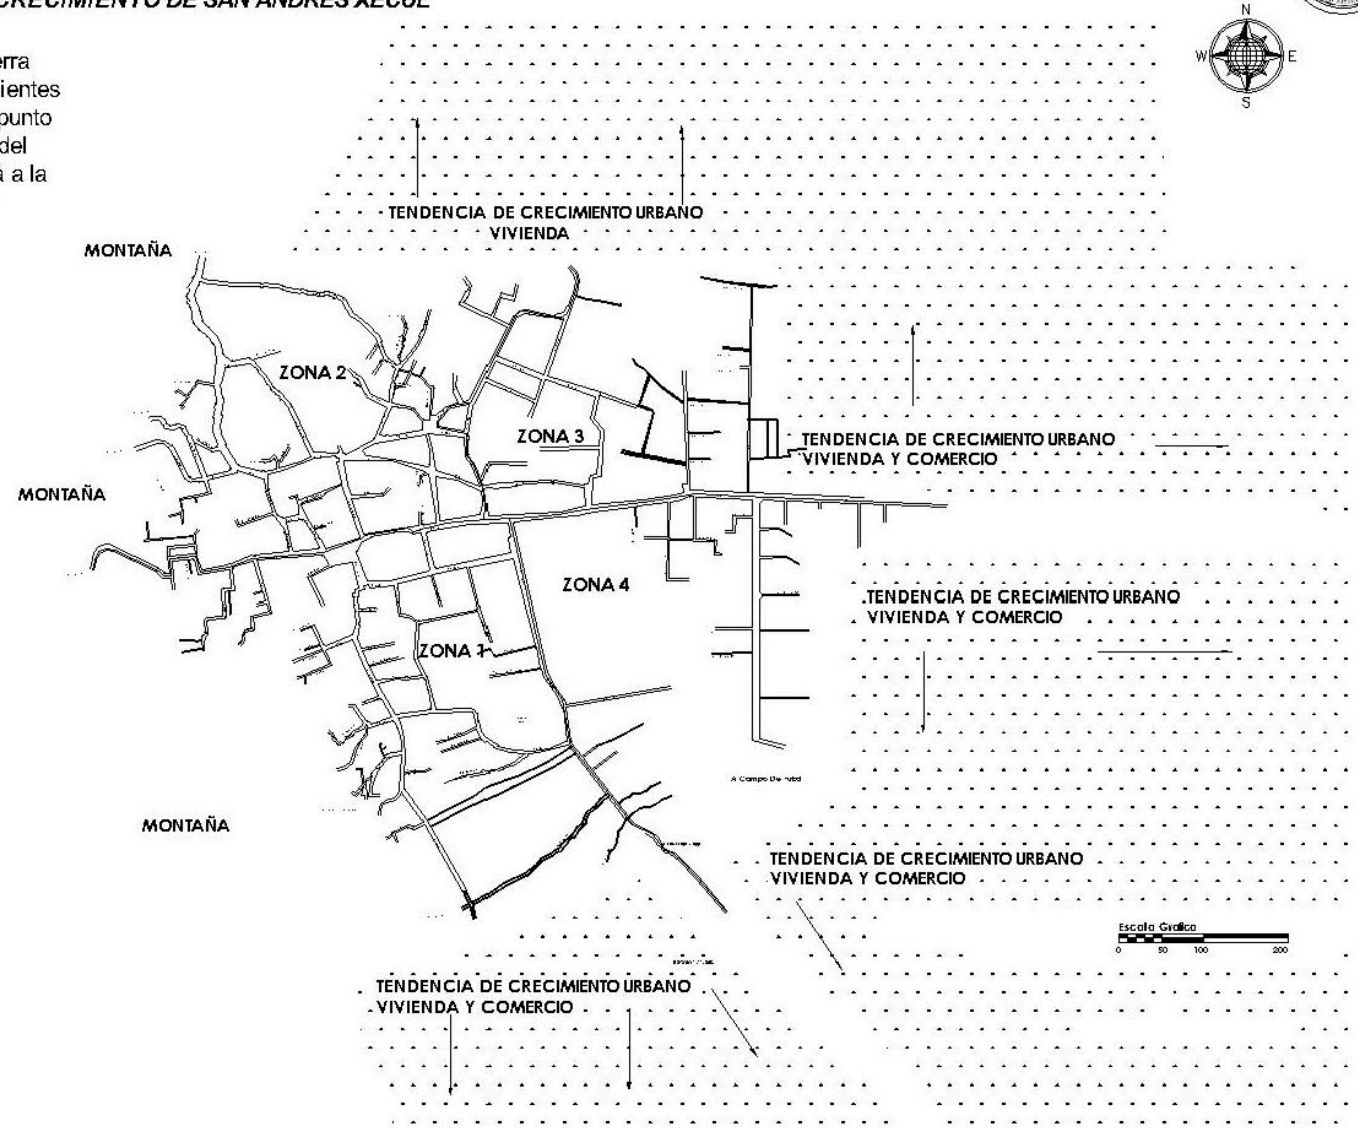 CRECIMIENTO DE SAN ANDRES XECUL
N
W E
S
erra
ientes
punto
del
a la
TENDENCIA DE CRECIMIENTO URBANO
VIVIENDA
MONTAÑA
ZONA 2
ZONA 3
TENDENCIA DE CRECIMIENTO URBANO
VIVIENDA Y COMERCIO
MONTAÑA
ZONA 4
TENDENCIA DE CRECIMIENTO URBANO
VIVIENDA Y COMERCIO
ZONA 1
A Campo De Futbol
MONTAÑA
TENDENCIA DE CRECIMIENTO URBANO
VIVIENDA Y COMERCIO
Escala Grafica
0 50 100 200
TENDENCIA DE CRECIMIENTO URBANO
VIVIENDA Y COMERCIO